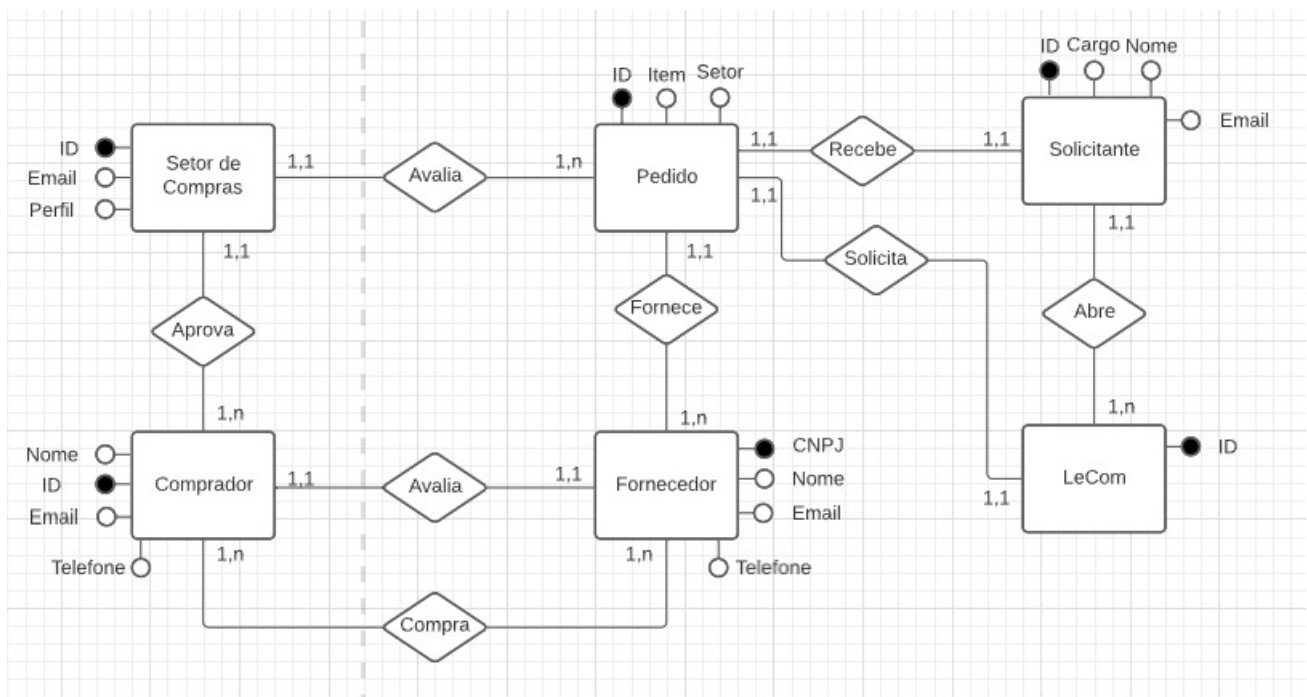 ID Cargo Nome
ID Item Setor
Email
ID
Email
Perfil
Setor de
Compras
1,1
Avalia
1,n
Pedido
1,1
Recebe
1,1
Solicitante
1,1
1,1
1,1
Solicita
1,1
Aprova
Fornece
Abre
1,n
1,n
1,n
Nome
ID
Email
Telefone
Comprador
1,1
Avalia
1,1
Fornecedor
CNPJ
Nome
Email
Telefone
LeCom
ID
1,1
1,n
1,n
Compra